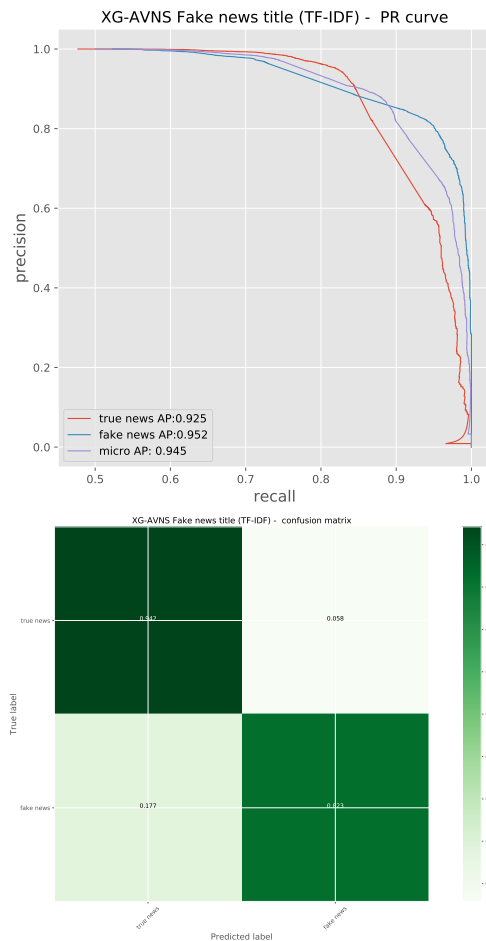 XG-AVNS Fake news title (TF-IDF) -  PR curve
1.0
0.8
0.6
0.4
0.2
0.0
precision
true news AP:0.925
fake news AP:0.952
micro AP: 0.945
0.5 0.6 0.7 0.8 0.9 1.0
recall
XG-AVNS Fake news title (TF-IDF) -  confusion matrix
True label
true news
0.942 0.058
fake news
0.177 0.823
true news fake news
Predicted label